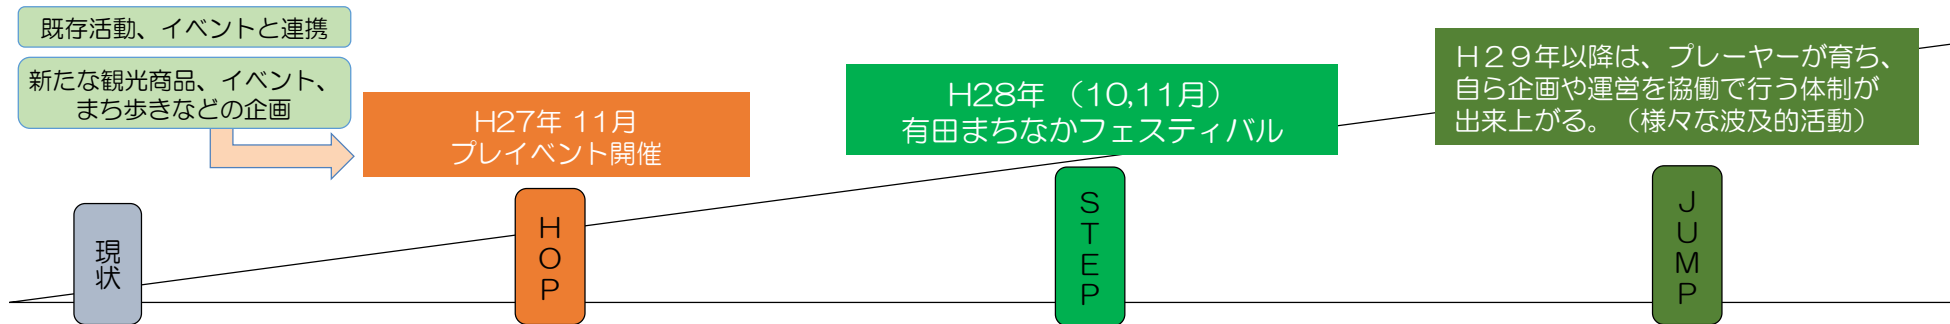 既存活動、イベントと連携
新たな観光商品、イベント、
まち歩きなどの企画
H27年 11月
プレイベント開催
H28年 （10,11月）
有田まちなかフェスティバル
Ｈ２９年以降は、プレーヤーが育ち、
自ら企画や運営を協働で行う体制が
出来上がる。（様々な波及的活動）
現状
HOP
STEP
JUMP